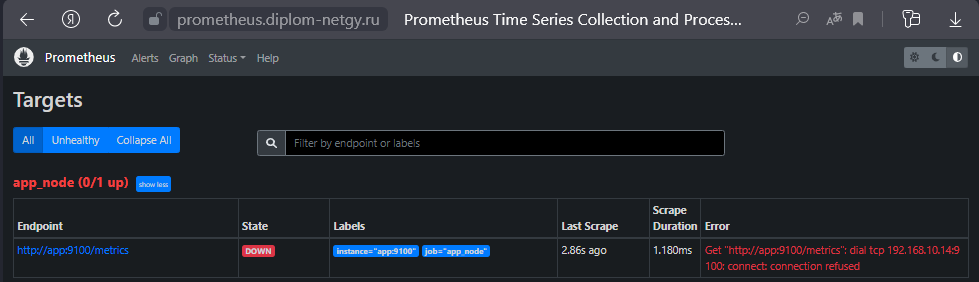 prometheus.diplom-netgy.ru Prometheus Time Series Collection and Proces...
Prometheus Alerts Graph Status Help
Targets
All Unhealthy Collapse All
Filter by endpoint or labels
app_node (0/1 up) show less
Endpoint State Labels Last Scrape Scrape Duration Error
http://app:9100/metrics DOWN instance="app:9100" job="app_node" 2.86s ago 1.180ms Get "http://app:9100/metrics": dial tcp 192.168.10.14:9
100: connect: connection refused